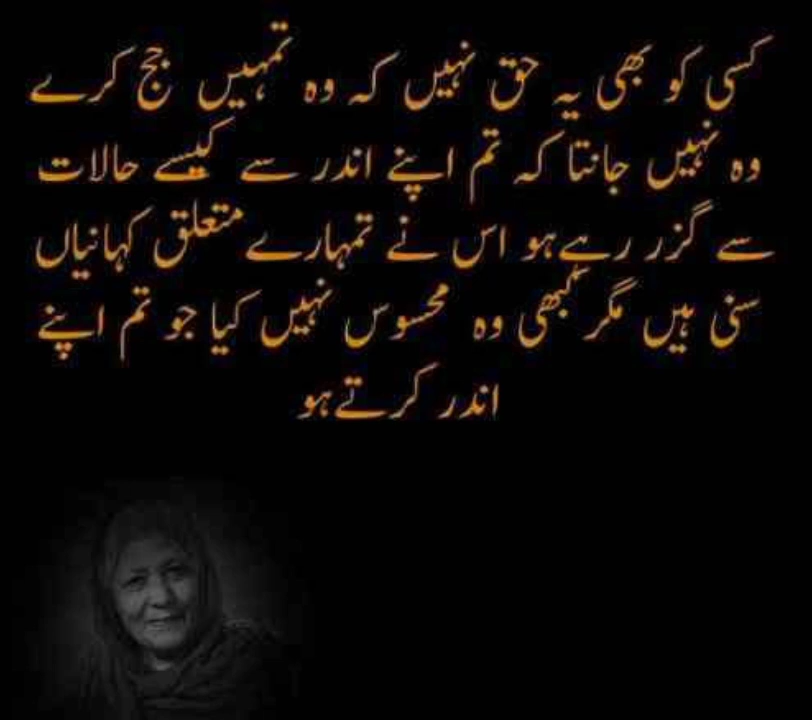 کسی کو بھی یہ حق نہیں کہ وہ تمہیں جج کرے
وہ نہیں جانتا کہ تم اپنے اندر سے کیسے حالات
سے گزر رہے ہو اس نے تمہارے متعلق کہانیاں
سنی ہیں مگر کبھی وہ محسوس نہیں کیا جو تم اپنے
اندر کرتے ہو